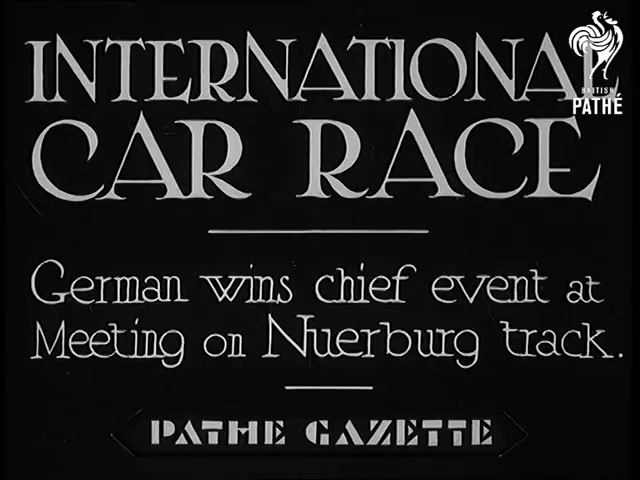 INTERNATIONAL
CAR RACE
German wins chief event at
Meeting on Nuerburg track.
PATHE GAZETTE
BRITISH
PATHÉ